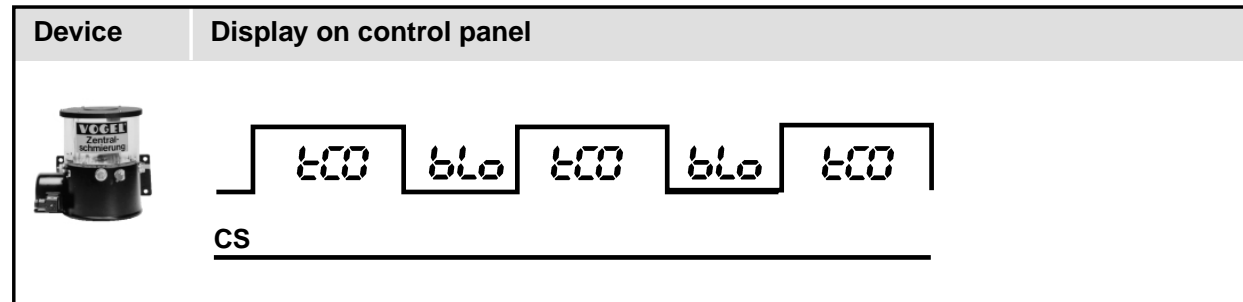 Device Display on control panel
VOGEL
Zentral-
schmierung
tCO bLo tCO bLo tCO
CS